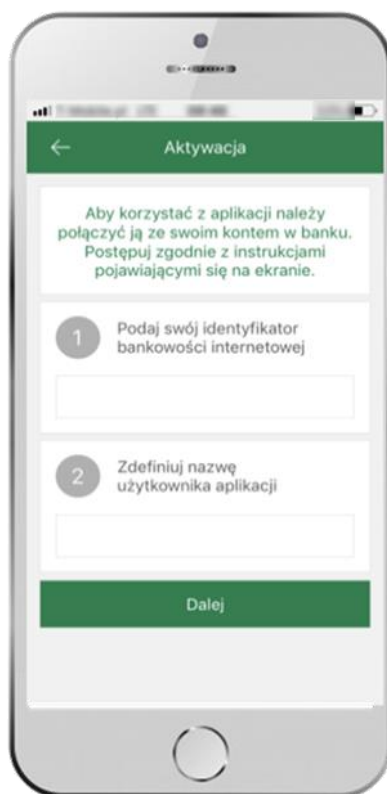 Aktywacja
Aby korzystać z aplikacji należy
połączyć ją ze swoim kontem w banku.
Postępuj zgodnie z instrukcjami
pojawiającymi się na ekranie.
1
Podaj swój identyfikator
bankowości internetowej
2
Zdefiniuj nazwę
użytkownika aplikacji
Dalej